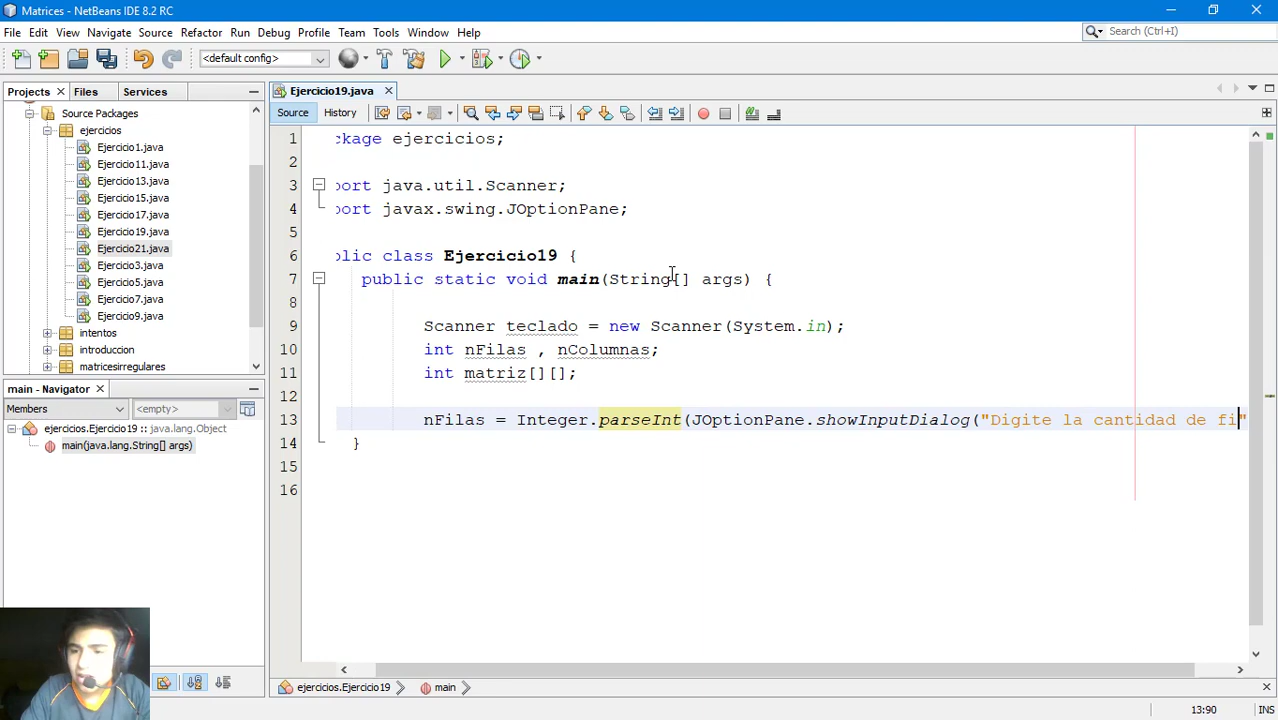 Matrices - NetBeans IDE 8.2 RC
File Edit View Navigate Source Refactor Run Debug Profile Team Tools Window Help
Search (Ctrl+I)
<default config>
Projects Files Services
Source Packages
ejercicios
Ejercicio1.java
Ejercicio11.java
Ejercicio13.java
Ejercicio15.java
Ejercicio17.java
Ejercicio19.java
Ejercicio21.java
Ejercicio3.java
Ejercicio5.java
Ejercicio7.java
Ejercicio9.java
intentos
introduccion
matricesirregulares
main - Navigator
Members <empty>
ejercicios.Ejercicio19 : java.lang.Object
main(java.lang.String[] args)
Ejercicio19.java
Source History
1 ckage ejercicios;
2
3 port java.util.Scanner;
4 port javax.swing.JOptionPane;
5
6 blic class Ejercicio19 {
7 public static void main(String[] args) {
8
9 Scanner teclado = new Scanner(System.in);
10 int nFilas , nColumnas;
11 int matriz[][];
12
13 nFilas = Integer.parseInt(JOptionPane.showInputDialog("Digite la cantidad de fi"
14 }
15
16
ejercicios.Ejercicio19 main
13:90 INS